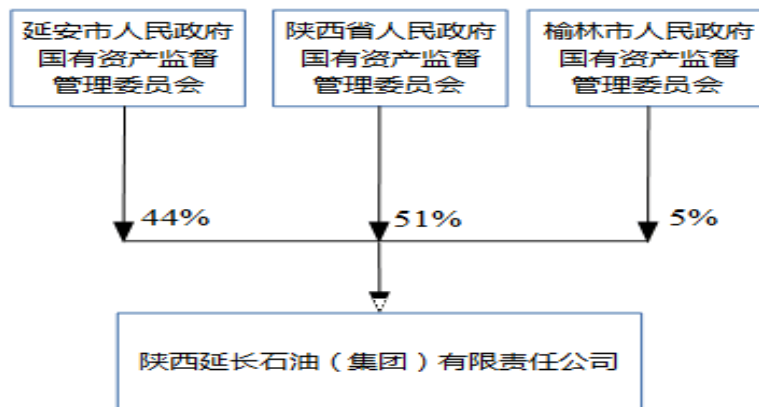 延安市人民政府
国有资产监督
管理委员会
陕西省人民政府
国有资产监督
管理委员会
榆林市人民政府
国有资产监督
管理委员会
44%
51%
5%
陕西延长石油（集团）有限责任公司